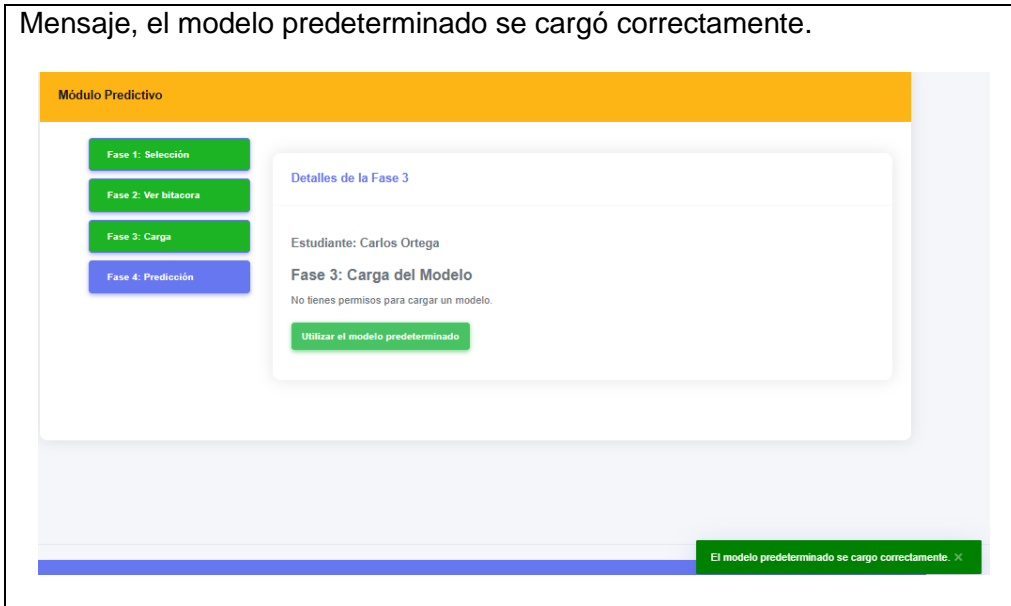 Mensaje, el modelo predeterminado se cargó correctamente.
Módulo Predictivo
Fase 1: Selección
Fase 2: Ver bitacora
Fase 3: Carga
Fase 4: Predicción
Detalles de la Fase 3
Estudiante: Carlos Ortega
Fase 3: Carga del Modelo
No tienes permisos para cargar un modelo.
Utilizar el modelo predeterminado
El modelo predeterminado se cargo correctamente. ×